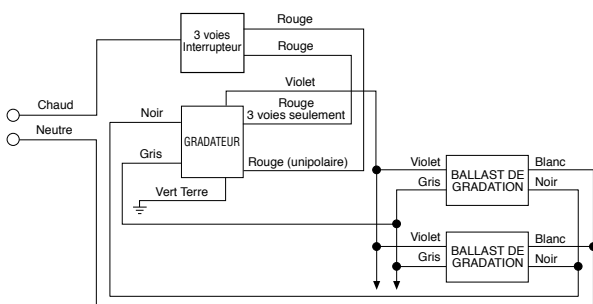 Rouge
3 voies
Interrupteur
Rouge
Violet
Chaud
Noir
Rouge
3 voies seulement
Neutre
GRADATEUR
Gris
Rouge (unipolaire)
Vert Terre
Violet
BALLAST DE
GRADATION
Blanc
Gris
Noir
Violet
BALLAST DE
GRADATION
Blanc
Gris
Noir